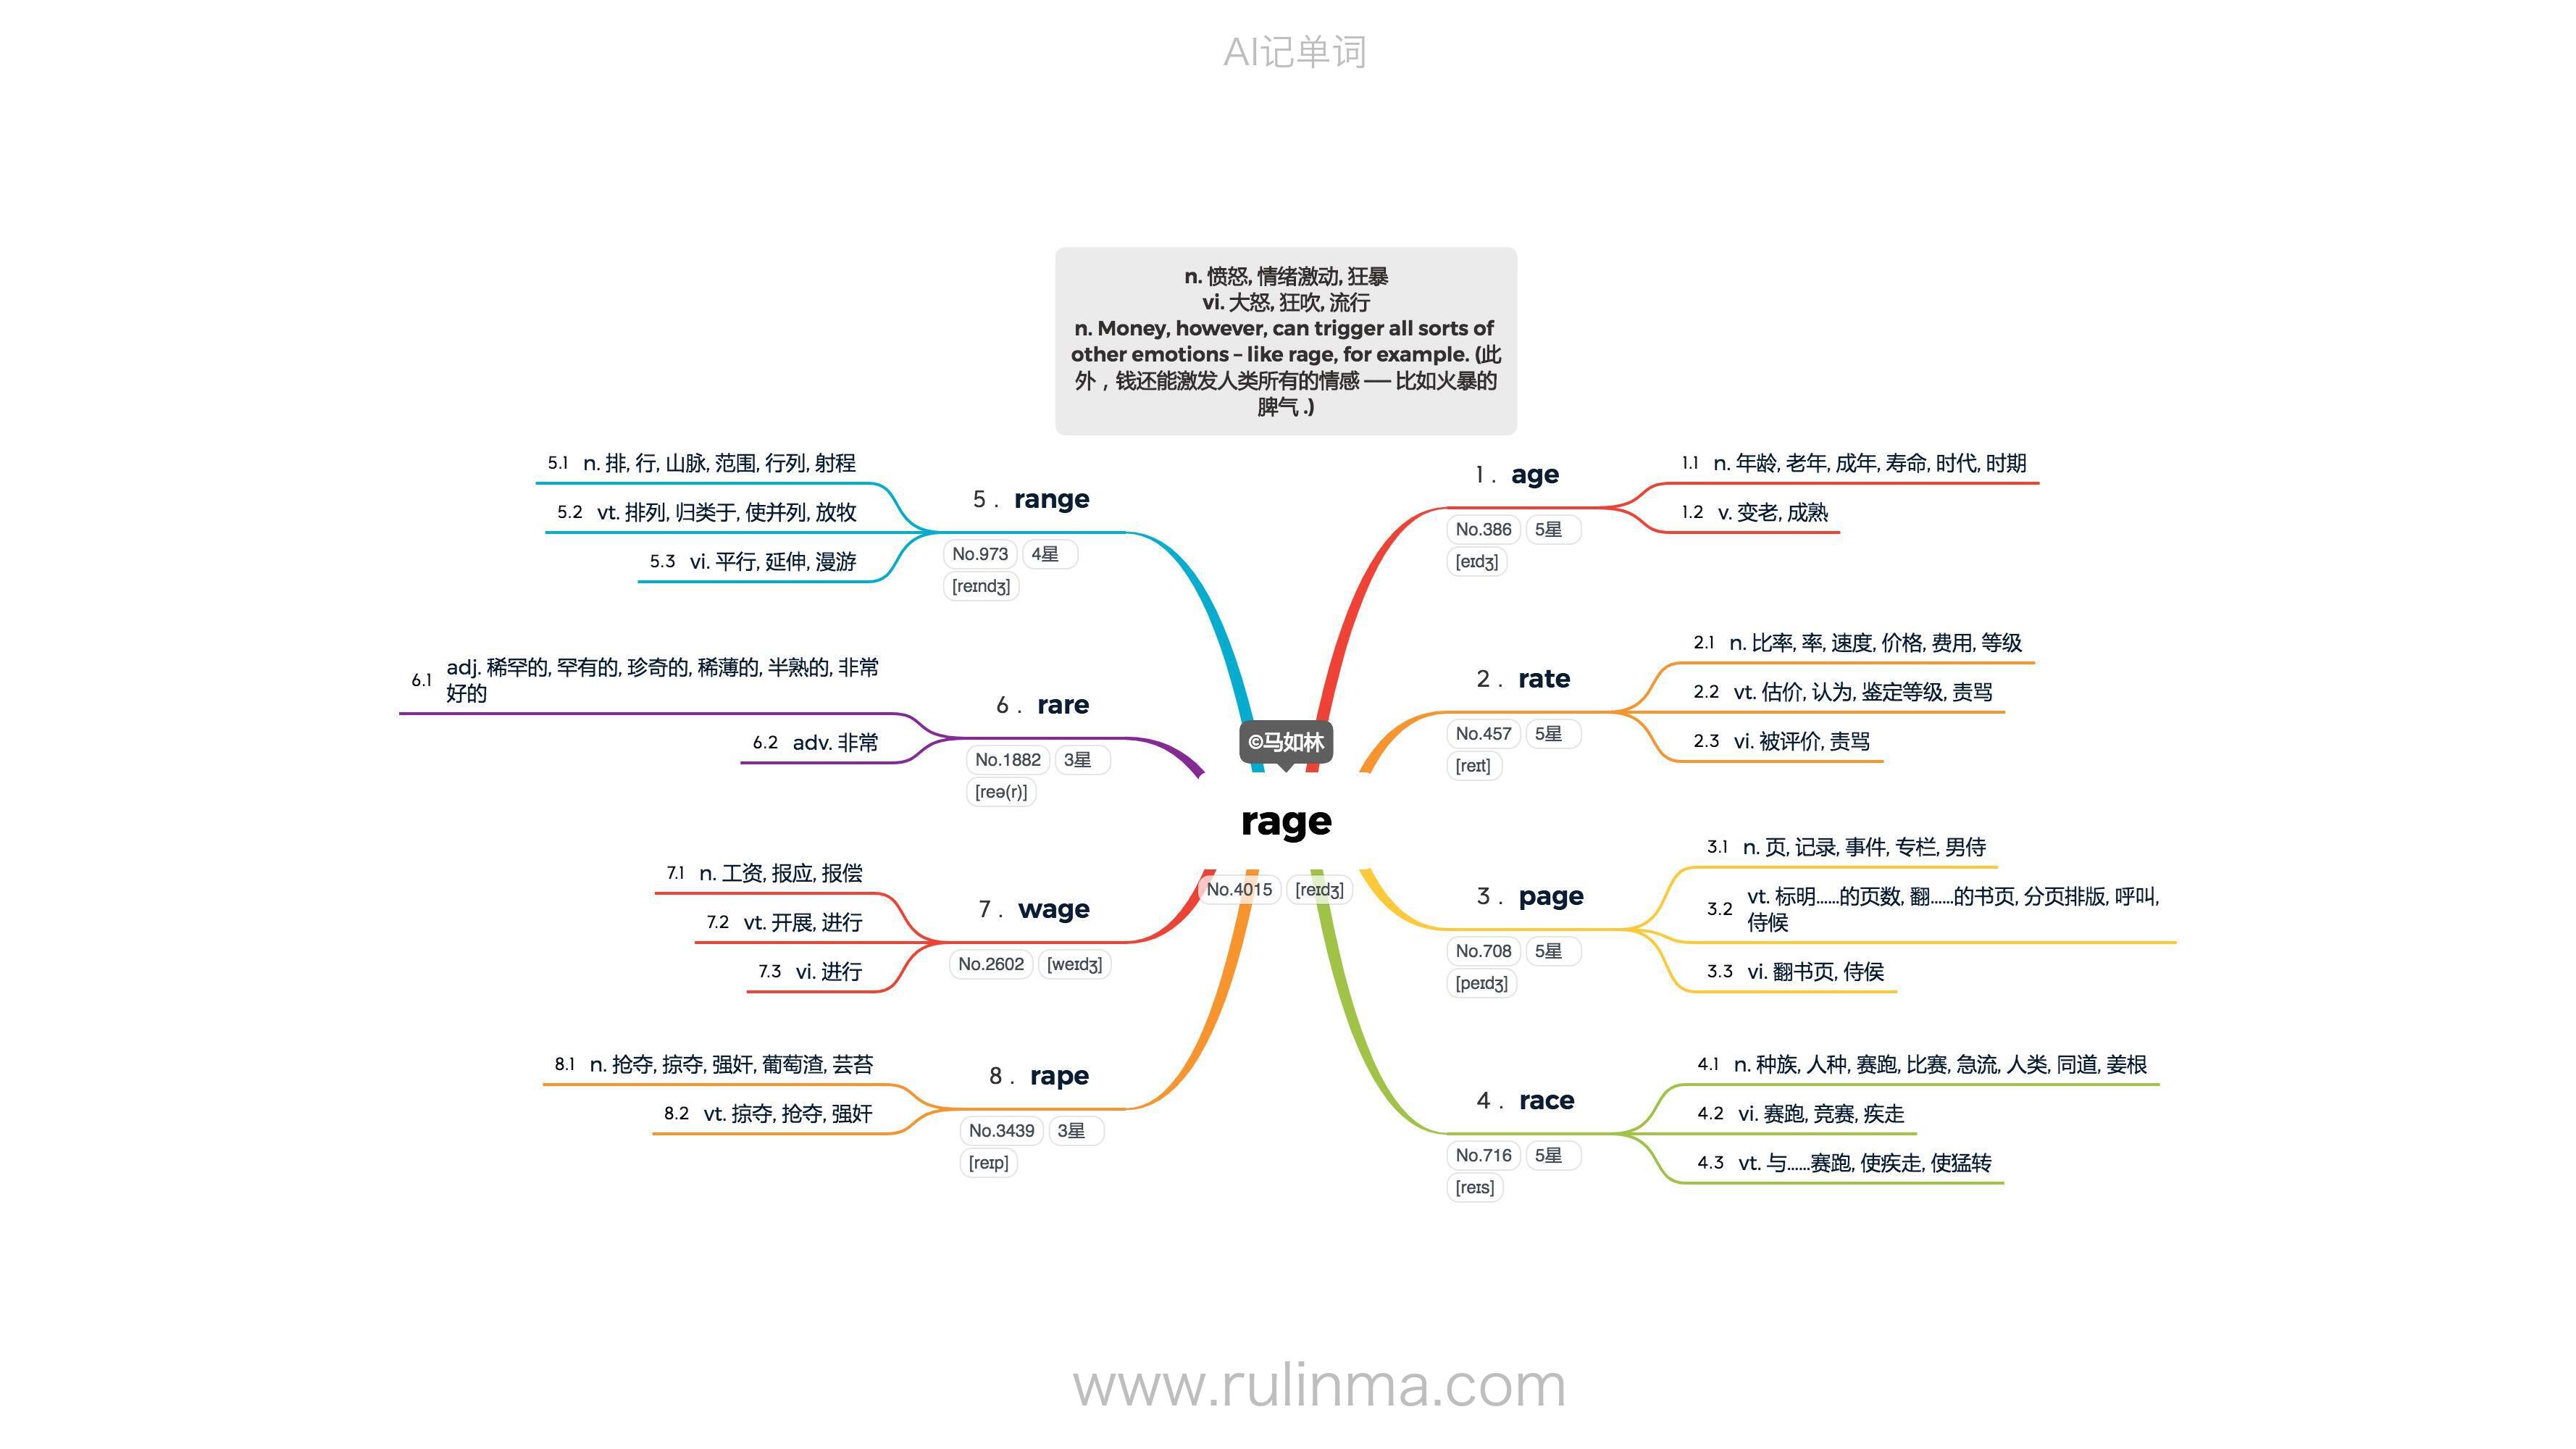 AI记单词
n. 愤怒, 情绪激动, 狂暴
vi. 大怒, 狂吹, 流行
n. Money, however, can trigger all sorts of
other emotions – like rage, for example. (此
外，钱还能激发人类所有的情感 —— 比如火暴的
脾气 .)
©马如林
rage
No.4015 [reɪdʒ]
1 . age
No.386 5星
[eɪdʒ]
1.1 n. 年龄, 老年, 成年, 寿命, 时代, 时期
1.2 v. 变老, 成熟
2 . rate
No.457 5星
[reɪt]
2.1 n. 比率, 率, 速度, 价格, 费用, 等级
2.2 vt. 估价, 认为, 鉴定等级, 责骂
2.3 vi. 被评价, 责骂
3 . page
No.708 5星
[peɪdʒ]
3.1 n. 页, 记录, 事件, 专栏, 男侍
3.2 vt. 标明……的页数, 翻……的书页, 分页排版, 呼叫,
侍候
3.3 vi. 翻书页, 侍侯
4 . race
No.716 5星
[reɪs]
4.1 n. 种族, 人种, 赛跑, 比赛, 急流, 人类, 同道, 姜根
4.2 vi. 赛跑, 竞赛, 疾走
4.3 vt. 与……赛跑, 使疾走, 使猛转
5 . range
No.973 4星
[reɪndʒ]
5.1 n. 排, 行, 山脉, 范围, 行列, 射程
5.2 vt. 排列, 归类于, 使并列, 放牧
5.3 vi. 平行, 延伸, 漫游
6 . rare
No.1882 3星
[reə(r)]
6.1 adj. 稀罕的, 罕有的, 珍奇的, 稀薄的, 半熟的, 非常
好的
6.2 adv. 非常
7 . wage
No.2602 [weɪdʒ]
7.1 n. 工资, 报应, 报偿
7.2 vt. 开展, 进行
7.3 vi. 进行
8 . rape
No.3439 3星
[reɪp]
8.1 n. 抢夺, 掠夺, 强奸, 葡萄渣, 芸苔
8.2 vt. 掠夺, 抢夺, 强奸
www.rulinma.com